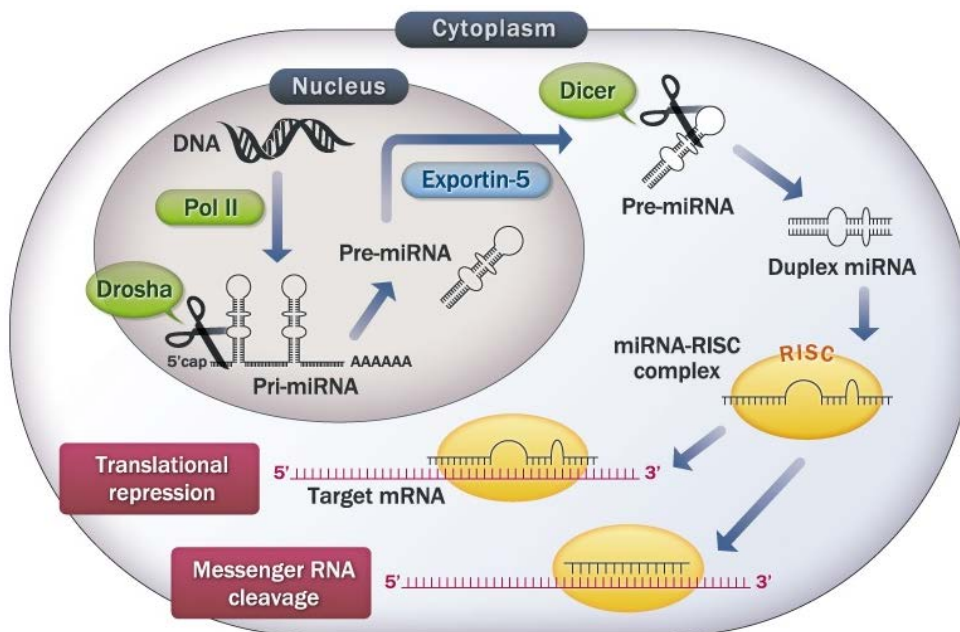 Cytoplasm
Nucleus
DNA
Pol II
Drosha
5'cap
AAAAAA
Pri-miRNA
Pre-miRNA
Exportin-5
Dicer
Pre-miRNA
Duplex miRNA
miRNA-RISC
complex
RISC
Translational
repression
5'
3'
Target mRNA
Messenger RNA
cleavage
5'
3'